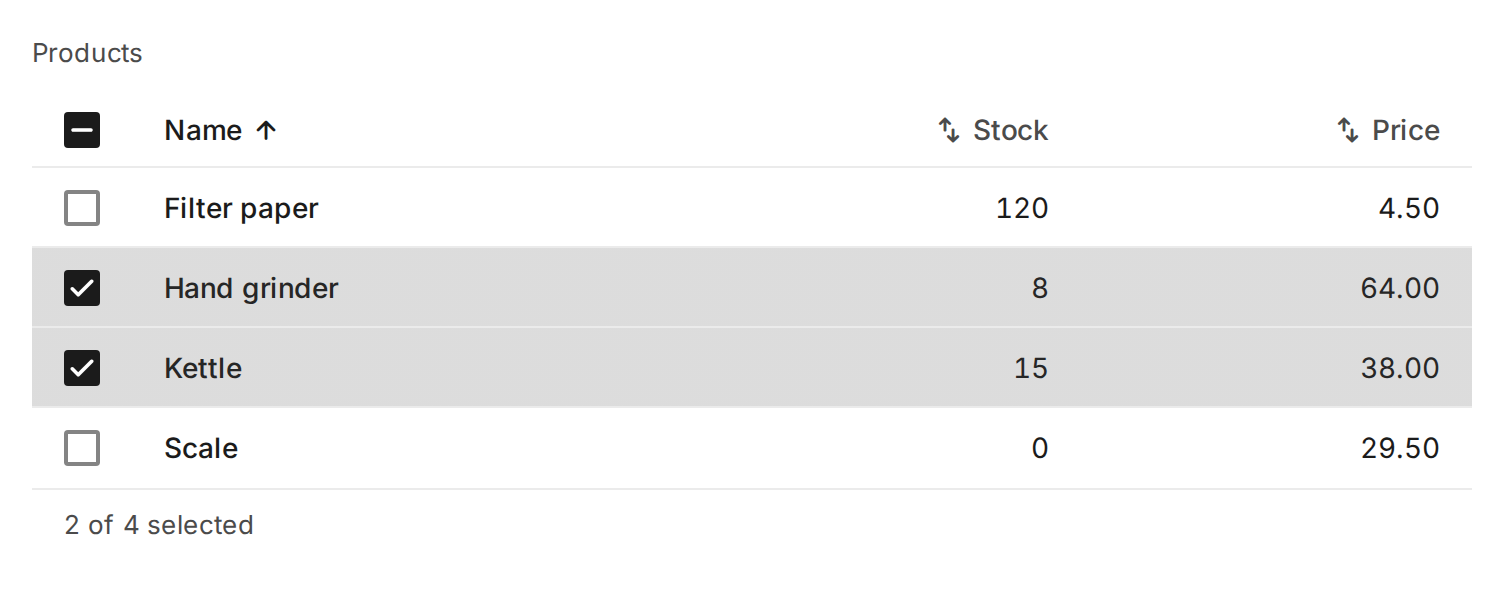 Products
Name Stock Price
Filter paper 120 4.50
Hand grinder 8 64.00
Kettle 15 38.00
Scale 0 29.50
2 of 4 selected